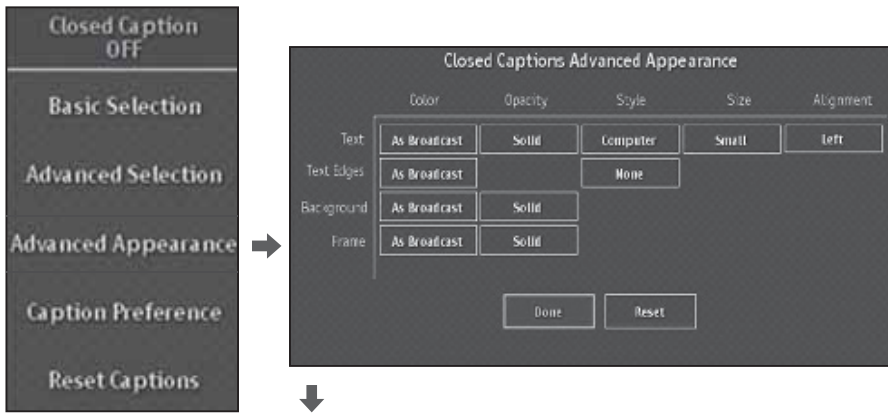 Closed Caption
OFF
Basic Selection
Advanced Selection
Advanced Appearance
Caption Preference
Reset Captions
Closed Captions Advanced Appearance
Color Opacity Style Size Alignment
Text As Broadcast Solid Computer Small Left
Text Edges As Broadcast None
Background As Broadcast Solid
Frame As Broadcast Solid
Done Reset